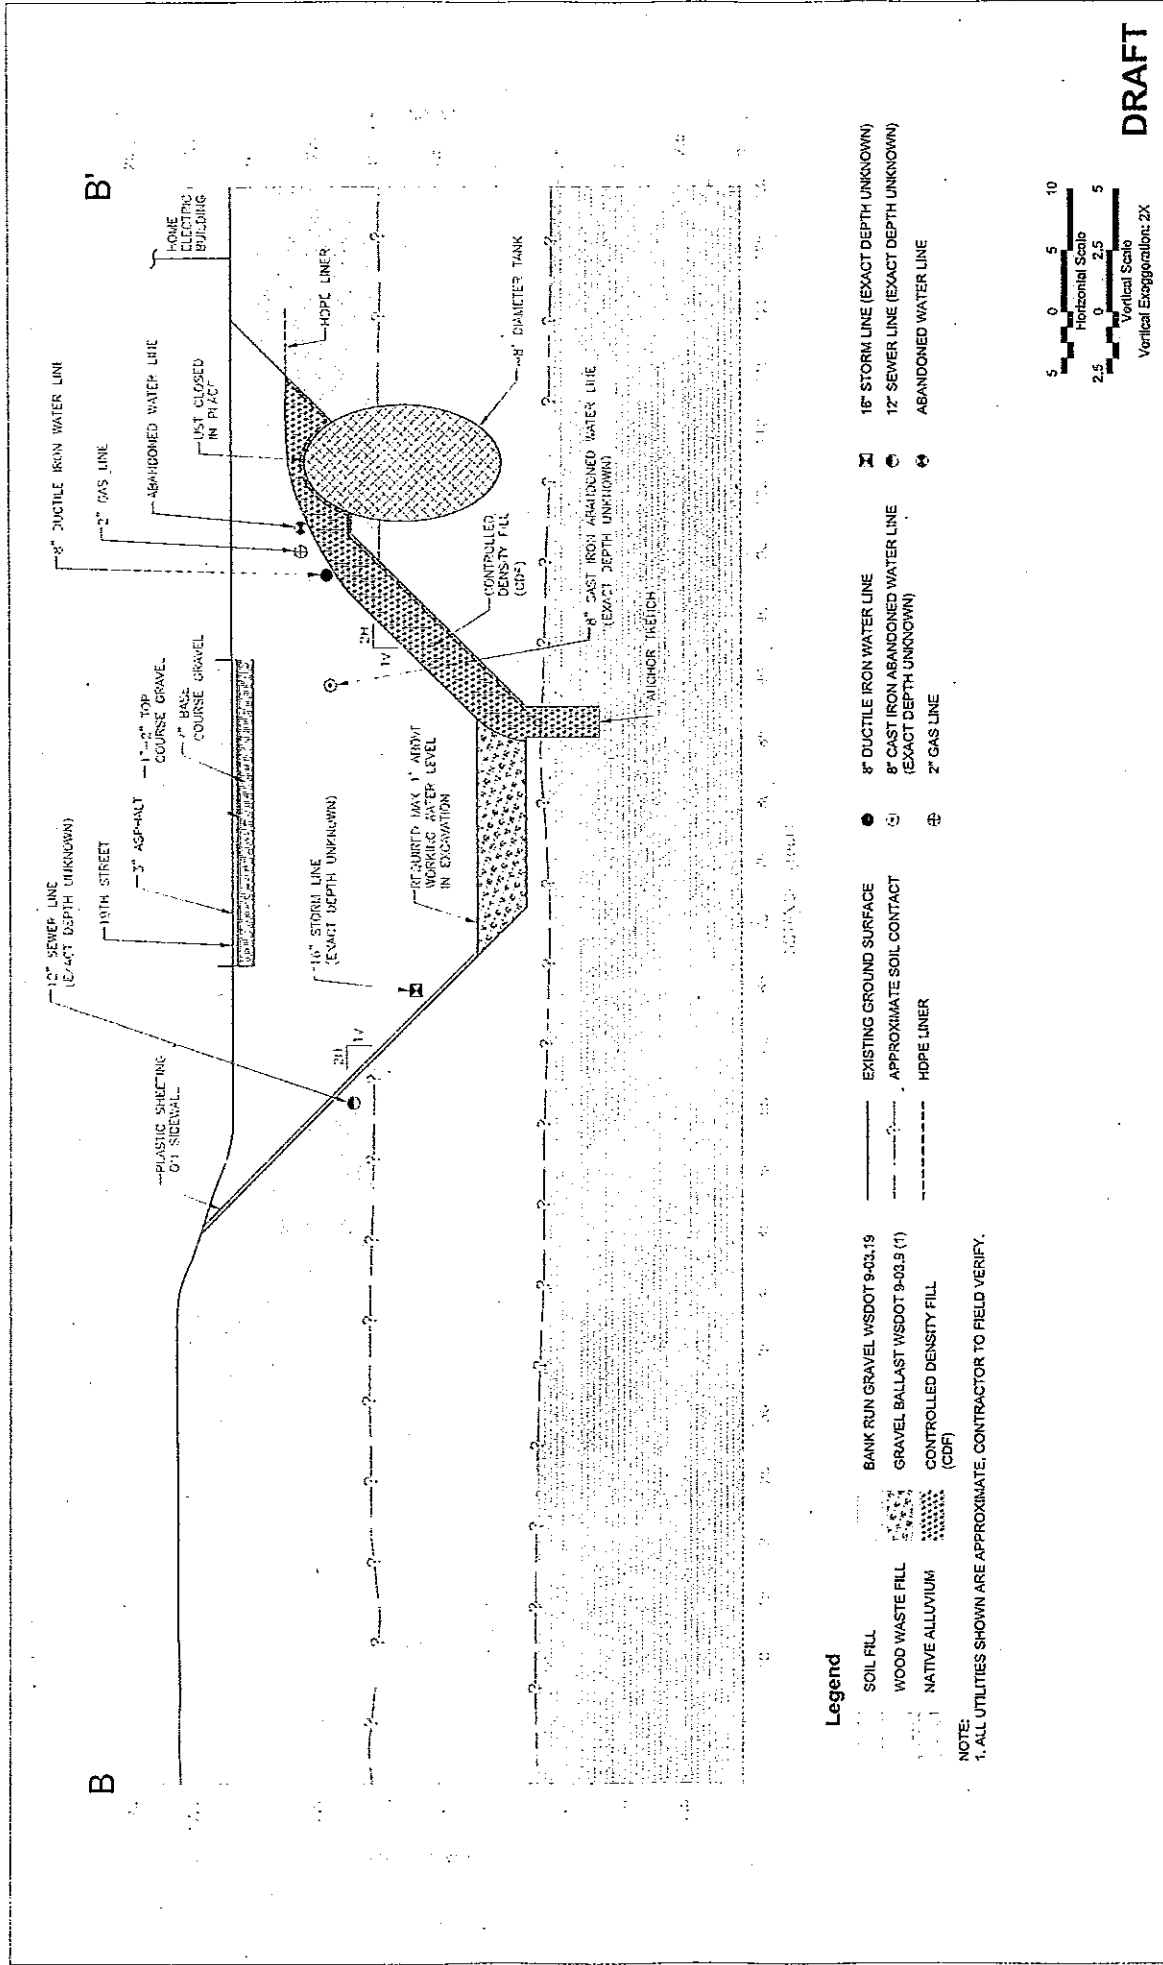 B
B'
12" SEWER LINE
(EXACT DEPTH UNKNOWN)
19TH STREET
3" ASPHALT
1"-2" TOP
COURSE GRAVEL
BASE
COURSE GRAVEL
8" DUCTILE IRON WATER LINE
2" GAS LINE
ABANDONED WATER LINE
UST CLOSED
IN PLACE
HOME
ELECTRIC
BUILDING
HDPE LINER
PLASTIC SHEETING
ON SIDEWALL
2H
1V
16" STORM LINE
(EXACT DEPTH UNKNOWN)
REQUIRED MAX 1' ABOVE
WORKING WATER LEVEL
IN EXCAVATION
2H
1V
CONTROLLED
DENSITY FILL
(CDF)
~8' DIAMETER TANK
8" CAST IRON ABANDONED WATER LINE
(EXACT DEPTH UNKNOWN)
ANCHOR TRENCH
Legend
SOIL FILL
WOOD WASTE FILL
NATIVE ALLUVIUM
BANK RUN GRAVEL WSDOT 9-03.19
GRAVEL BALLAST WSDOT 9-03.9 (1)
CONTROLLED DENSITY FILL
(CDF)
EXISTING GROUND SURFACE
APPROXIMATE SOIL CONTACT
HDPE LINER
8" DUCTILE IRON WATER LINE
8" CAST IRON ABANDONED WATER LINE
(EXACT DEPTH UNKNOWN)
2" GAS LINE
16" STORM LINE (EXACT DEPTH UNKNOWN)
12" SEWER LINE (EXACT DEPTH UNKNOWN)
ABANDONED WATER LINE
NOTE:
1. ALL UTILITIES SHOWN ARE APPROXIMATE, CONTRACTOR TO FIELD VERIFY.
5 0 5 10
Horizontal Scale
2.5 0 2.5 5
Vertical Scale
Vertical Exaggeration: 2X
DRAFT